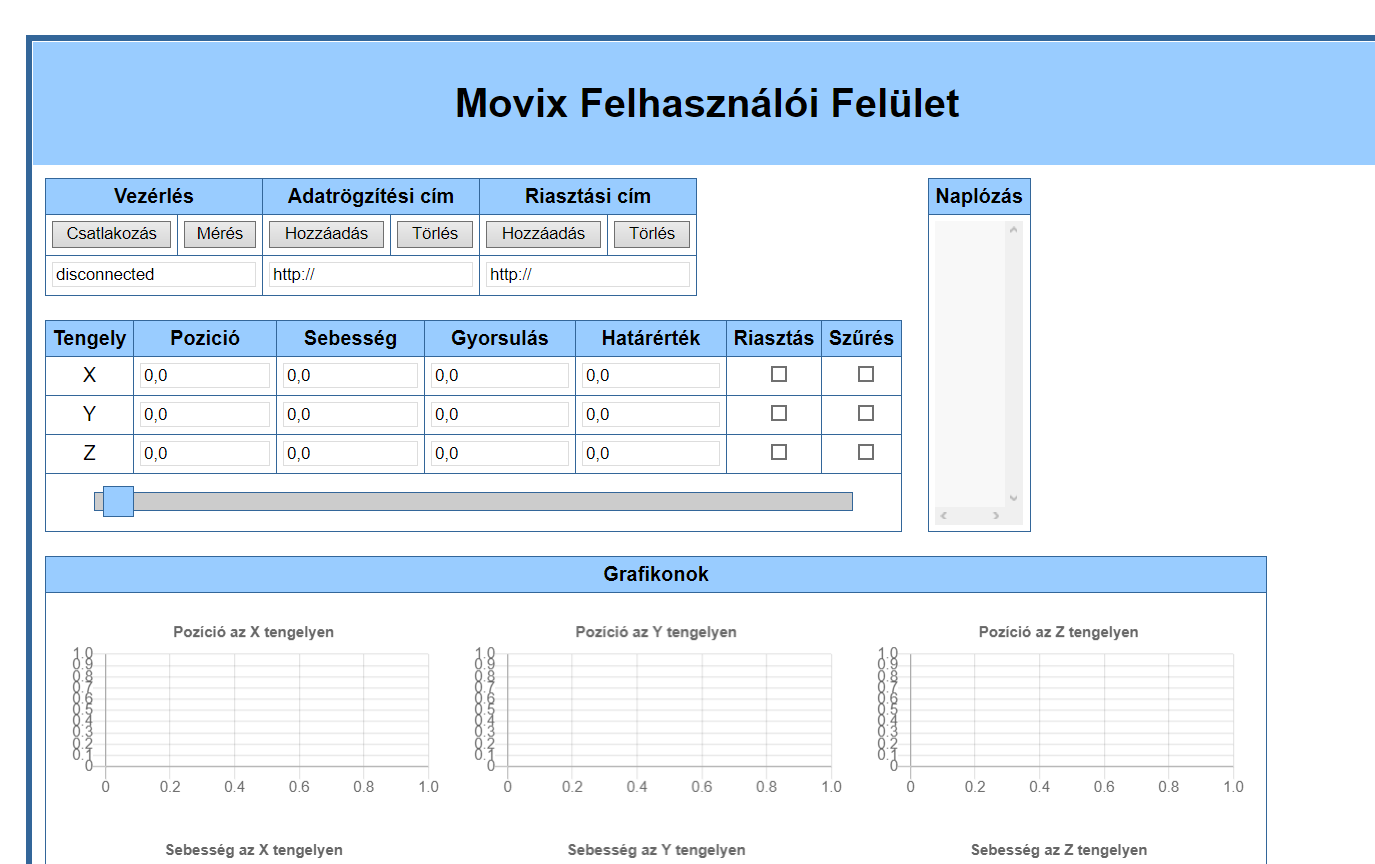 Movix Felhasználói Felület
Vezérlés Adatrögzítési cím Riasztási cím
Csatlakozás Mérés Hozzáadás Törlés Hozzáadás Törlés
disconnected http:// http://
Naplózás
Tengely Pozició Sebesség Gyorsulás Határérték Riasztás Szűrés
X 0,0 0,0 0,0 0,0
Y 0,0 0,0 0,0 0,0
Z 0,0 0,0 0,0 0,0
Grafikonok
Pozíció az X tengelyen
1.0
0.9
0.8
0.7
0.6
0.5
0.4
0.3
0.2
0.1
0
0 0.2 0.4 0.6 0.8 1.0
Pozíció az Y tengelyen
1.0
0.9
0.8
0.7
0.6
0.5
0.4
0.3
0.2
0.1
0
0 0.2 0.4 0.6 0.8 1.0
Pozíció az Z tengelyen
1.0
0.9
0.8
0.7
0.6
0.5
0.4
0.3
0.2
0.1
0
0 0.2 0.4 0.6 0.8 1.0
Sebesség az X tengelyen
Sebesség az Y tengelyen
Sebesség az Z tengelyen